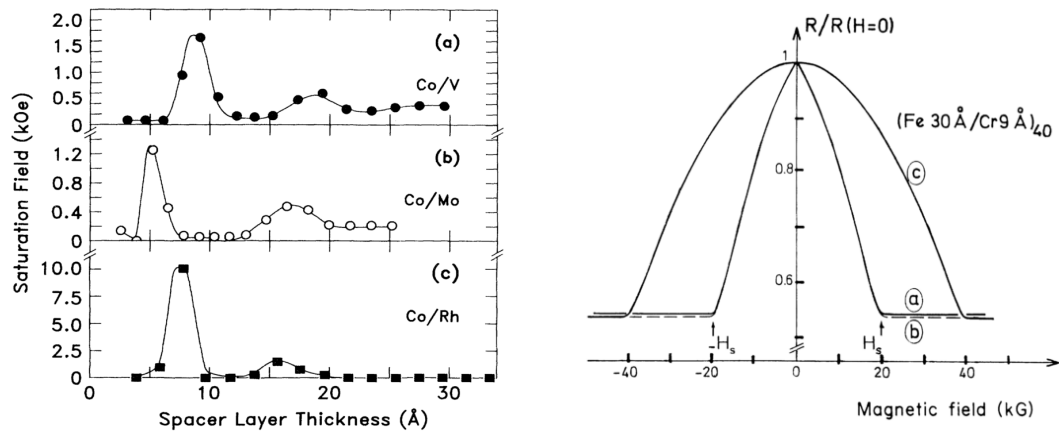 2.0
(a)
1.5
1.0
Co/V
0.5
0
1.2
(b)
0.8
Co/Mo
0.4
0
10.0
(c)
7.5
Co/Rh
5.0
2.5
0
0 10 20 30
Saturation Field (kOe)
Spacer Layer Thickness (Å)
R/R(H=0)
1
(Fe 30 Å/Cr 9 Å)40
c
0.8
0.6
a
b
-Hs
Hs
-40 -20 0 20 40
Magnetic field (kG)